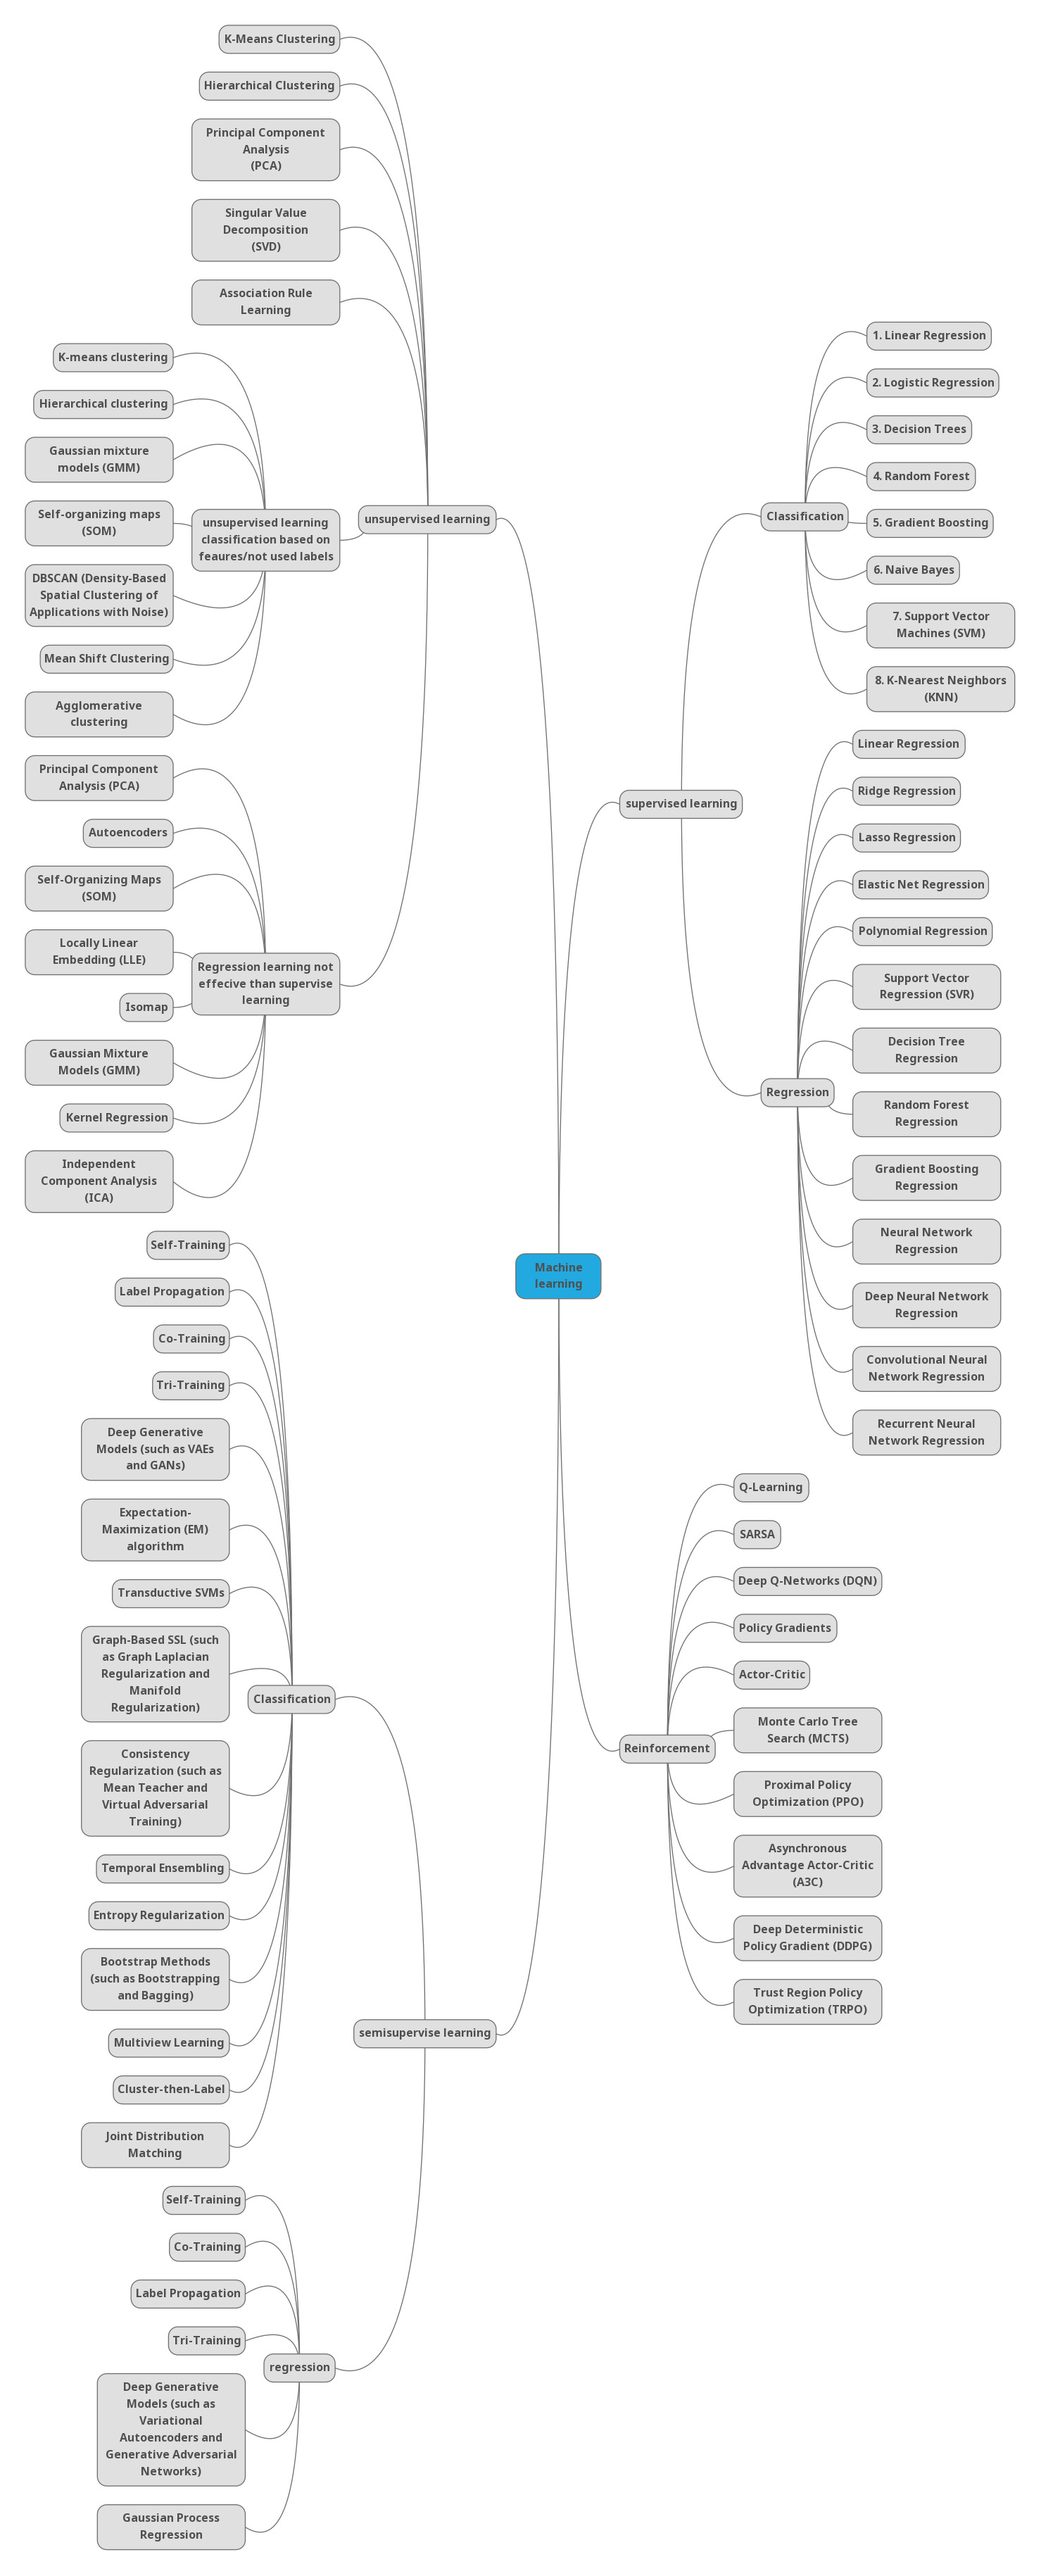 K-Means Clustering
Hierarchical Clustering
Principal Component
Analysis
(PCA)
Singular Value
Decomposition
(SVD)
Association Rule
Learning
K-means clustering
Hierarchical clustering
Gaussian mixture
models (GMM)
Self-organizing maps
(SOM)
DBSCAN (Density-Based
Spatial Clustering of
Applications with Noise)
Mean Shift Clustering
Agglomerative
clustering
unsupervised learning
classification based on
feaures/not used labels
unsupervised learning
Principal Component
Analysis (PCA)
Autoencoders
Self-Organizing Maps
(SOM)
Locally Linear
Embedding (LLE)
Isomap
Gaussian Mixture
Models (GMM)
Kernel Regression
Independent
Component Analysis
(ICA)
Regression learning not
effecive than supervise
learning
1. Linear Regression
2. Logistic Regression
3. Decision Trees
4. Random Forest
5. Gradient Boosting
6. Naive Bayes
7. Support Vector
Machines (SVM)
8. K-Nearest Neighbors
(KNN)
Classification
supervised learning
Linear Regression
Ridge Regression
Lasso Regression
Elastic Net Regression
Polynomial Regression
Support Vector
Regression (SVR)
Decision Tree
Regression
Random Forest
Regression
Gradient Boosting
Regression
Neural Network
Regression
Deep Neural Network
Regression
Convolutional Neural
Network Regression
Recurrent Neural
Network Regression
Regression
Machine
learning
Self-Training
Label Propagation
Co-Training
Tri-Training
Deep Generative
Models (such as VAEs
and GANs)
Expectation-
Maximization (EM)
algorithm
Transductive SVMs
Graph-Based SSL (such
as Graph Laplacian
Regularization and
Manifold
Regularization)
Consistency
Regularization (such as
Mean Teacher and
Virtual Adversarial
Training)
Temporal Ensembling
Entropy Regularization
Bootstrap Methods
(such as Bootstrapping
and Bagging)
Multiview Learning
Cluster-then-Label
Joint Distribution
Matching
Classification
semisupervise learning
Self-Training
Co-Training
Label Propagation
Tri-Training
Deep Generative
Models (such as
Variational
Autoencoders and
Generative Adversarial
Networks)
Gaussian Process
Regression
regression
Q-Learning
SARSA
Deep Q-Networks (DQN)
Policy Gradients
Actor-Critic
Monte Carlo Tree
Search (MCTS)
Proximal Policy
Optimization (PPO)
Asynchronous
Advantage Actor-Critic
(A3C)
Deep Deterministic
Policy Gradient (DDPG)
Trust Region Policy
Optimization (TRPO)
Reinforcement